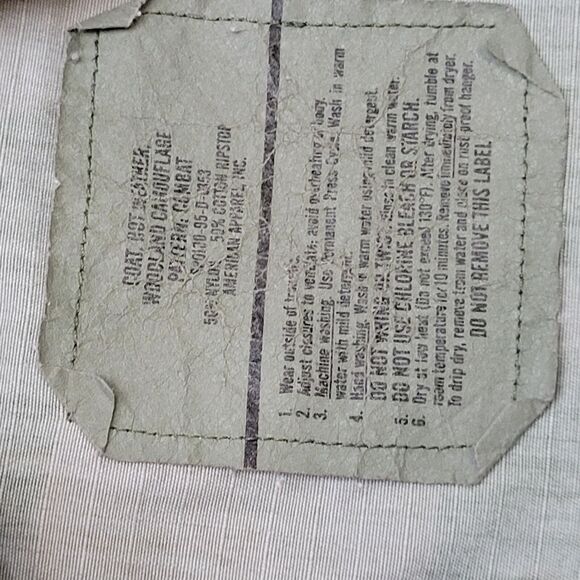 COAT, HOT WEATHER,
WOODLAND CAMOUFLAGE
PATTERN: COMBAT
50% NYLON 50% COTTON RIPSTOP
AMERICAN APPAREL, INC.
1. Wear outside of trousers.
2. Adjust closures to ventilate: avoid overheating of body.
3. Machine washing. Use Permanent Press Cycle. Wash in warm
water with mild detergent.
4. Hand washing. Wash in warm water using mild detergent.
DO NOT WRING OR TWIST. Rinse in clean warm water.
5. DO NOT USE CHLORINE BLEACH OR STARCH.
6. Dry at low heat (Do not exceed 130°F). After drying, tumble at
room temperature for 10 minutes. Remove immediately from dryer.
To drip dry, remove from water and place on rust proof hanger.
DO NOT REMOVE THIS LABEL